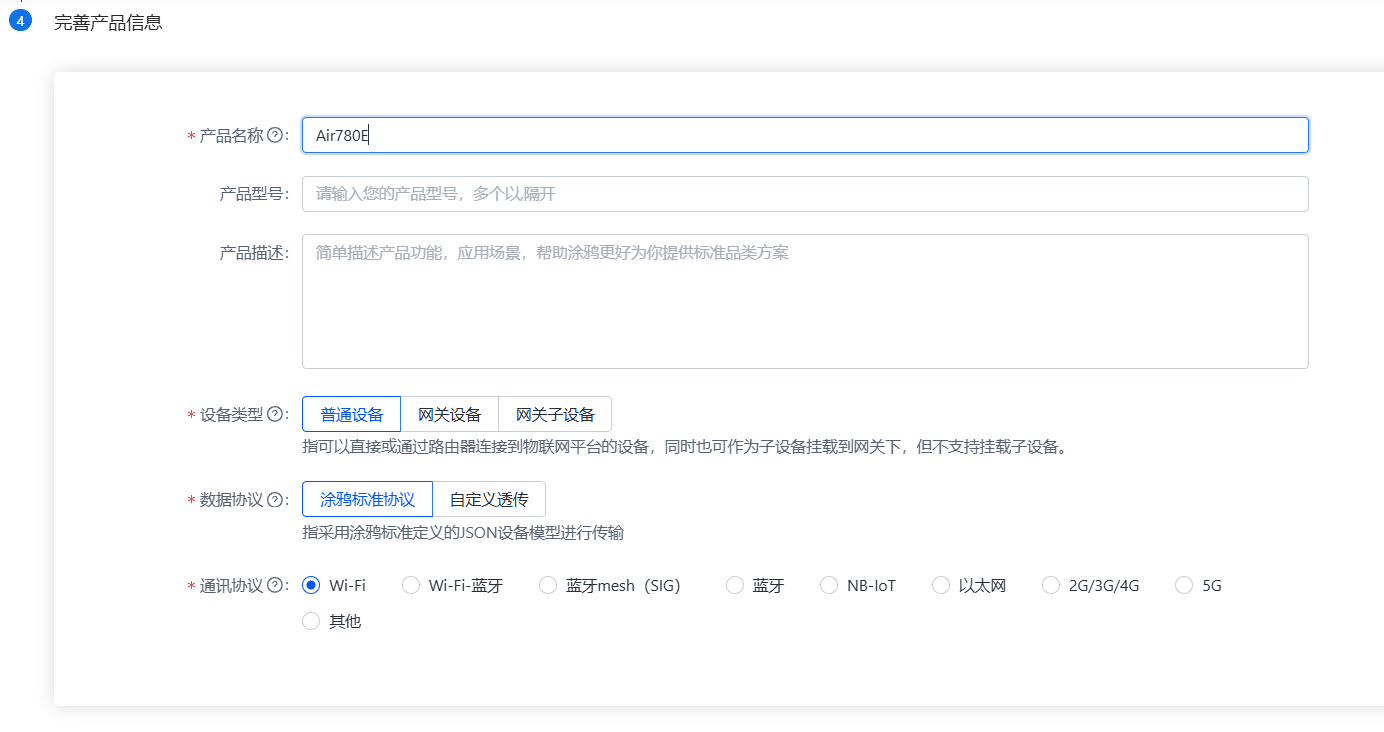 4 完善产品信息
* 产品名称 ? : Air780E
产品型号: 请输入您的产品型号，多个以,隔开
产品描述: 简单描述产品功能，应用场景，帮助涂鸦更好为你提供标准品类方案
* 设备类型 ? : 普通设备 网关设备 网关子设备
指可以直接或通过路由器连接到物联网平台的设备，同时也可作为子设备挂载到网关下，但不支持挂载子设备。
* 数据协议 ? : 涂鸦标准协议 自定义透传
指采用涂鸦标准定义的JSON设备模型进行传输
* 通讯协议 ? : Wi-Fi Wi-Fi-蓝牙 蓝牙mesh（SIG） 蓝牙 NB-IoT 以太网 2G/3G/4G 5G
其他